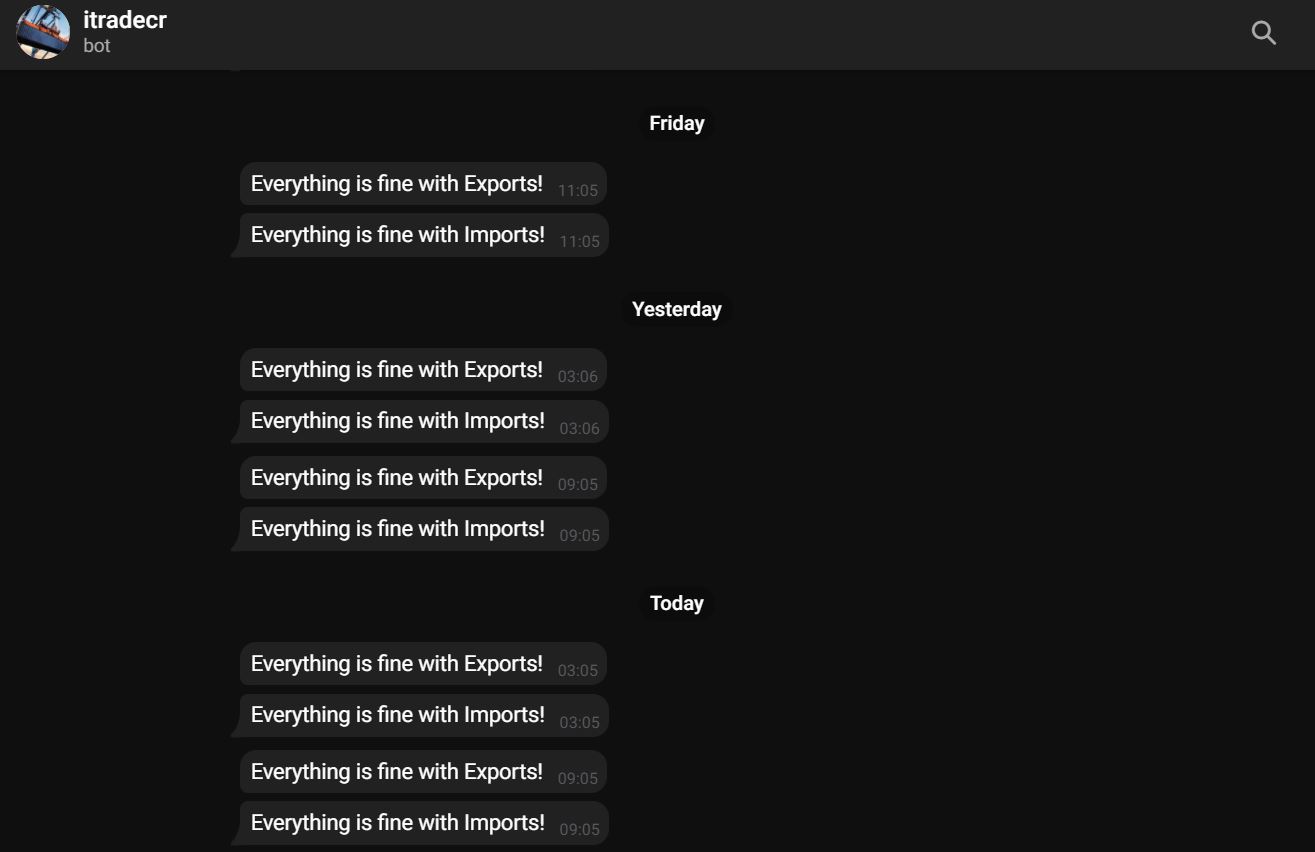 itradecr
bot
Friday
Everything is fine with Exports! 11:05
Everything is fine with Imports! 11:05
Yesterday
Everything is fine with Exports! 03:06
Everything is fine with Imports! 03:06
Everything is fine with Exports! 09:05
Everything is fine with Imports! 09:05
Today
Everything is fine with Exports! 03:05
Everything is fine with Imports! 03:05
Everything is fine with Exports! 09:05
Everything is fine with Imports! 09:05